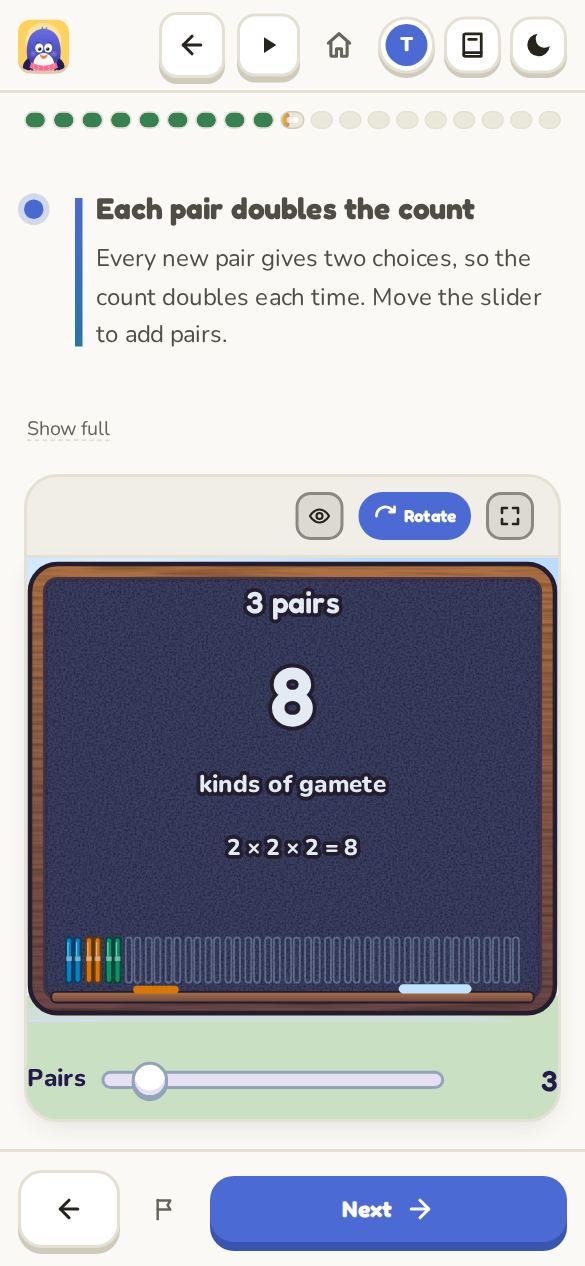 T
Each pair doubles the count
Every new pair gives two choices, so the
count doubles each time. Move the slider
to add pairs.
Show full
Rotate
3 pairs
8
kinds of gamete
2 × 2 × 2 = 8
Pairs
3
Next